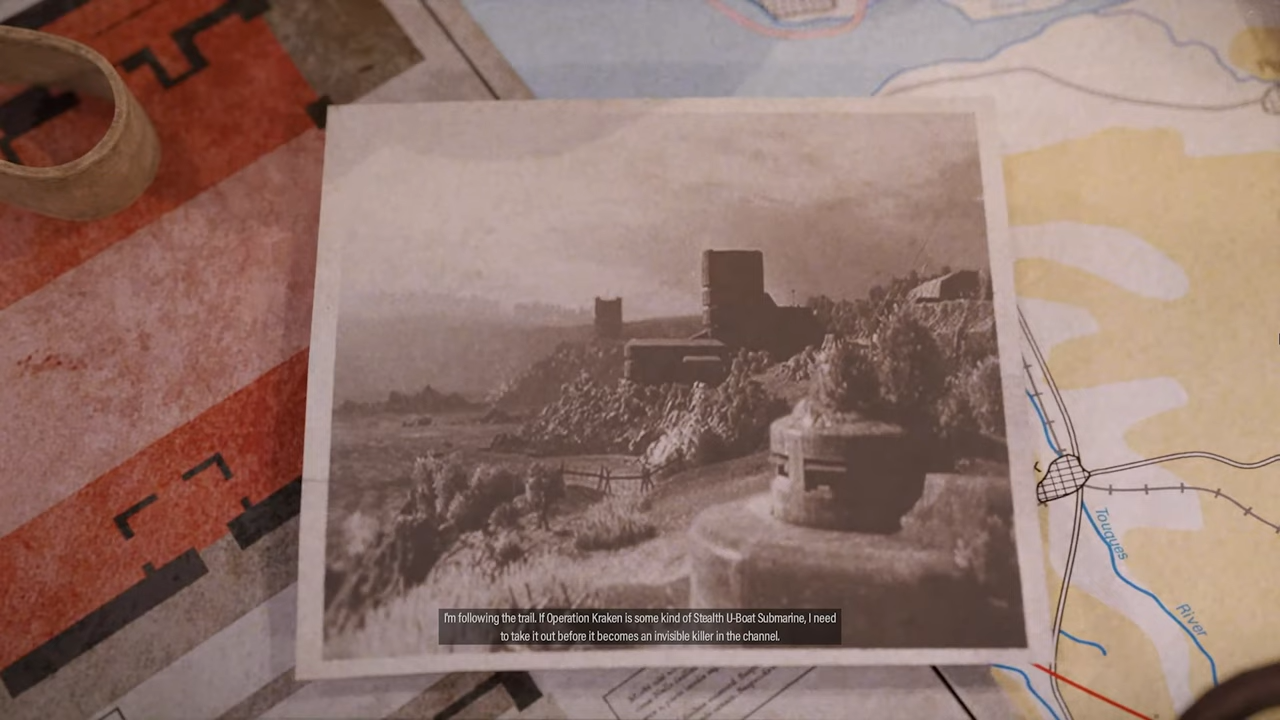 Touques
River
I'm following the trail. If Operation Kraken is some kind of Stealth U-Boat Submarine, I need
to take it out before it becomes an invisible killer in the channel.